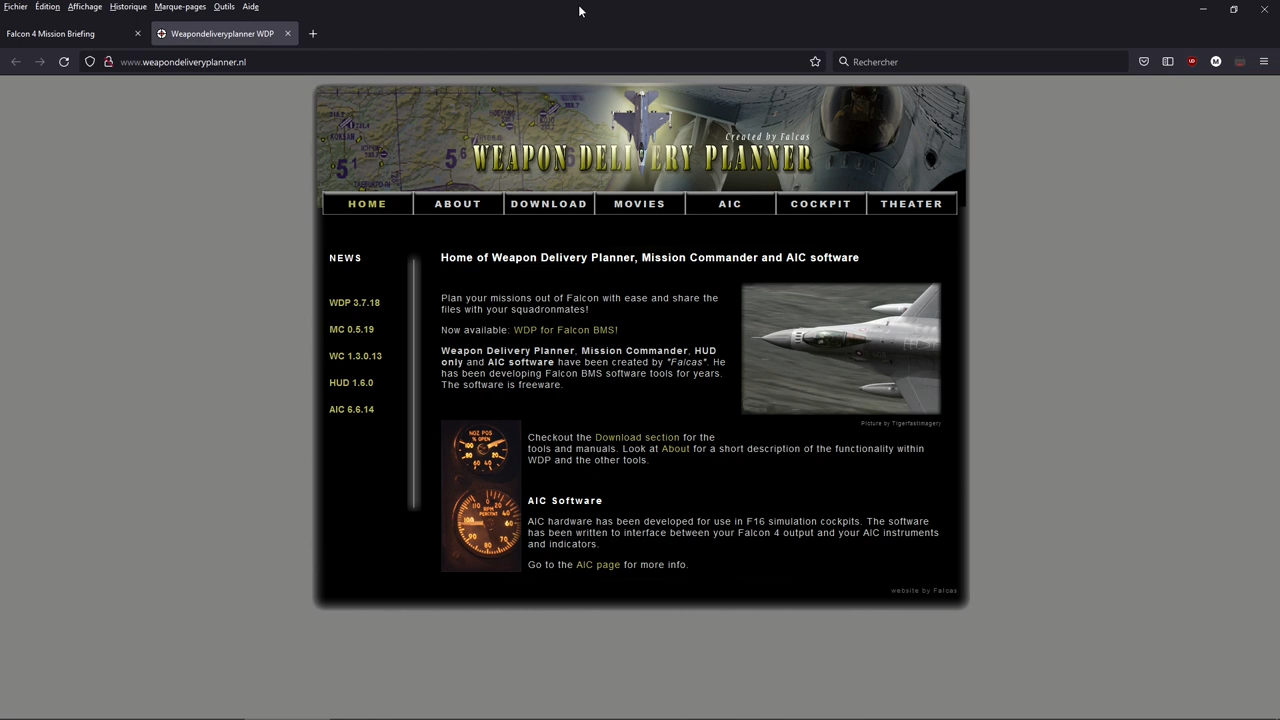 Fichier Édition Affichage Historique Marque-pages Outils Aide
Falcon 4 Mission Briefing
Weapondeliveryplanner WDP
www.weapondeliveryplanner.nl
Rechercher
Created by Falcas
WEAPON DELIVERY PLANNER
HOME ABOUT DOWNLOAD MOVIES AIC COCKPIT THEATER
NEWS
WDP 3.7.18
MC 0.5.19
WC 1.3.0.13
HUD 1.6.0
AIC 6.6.14
Home of Weapon Delivery Planner, Mission Commander and AIC software
Plan your missions out of Falcon with ease and share the
files with your squadronmates!
Now available: WDP for Falcon BMS!
Weapon Delivery Planner, Mission Commander, HUD
only and AIC software have been created by "Falcas". He
has been developing Falcon BMS software tools for years.
The software is freeware.
Picture by Tigerfastimagery
Checkout the Download section for the
tools and manuals. Look at About for a short description of the functionality within
WDP and the other tools.
AIC Software
AIC hardware has been developed for use in F16 simulation cockpits. The software
has been written to interface between your Falcon 4 output and your AIC instruments
and indicators.
Go to the AIC page for more info.
website by Falcas